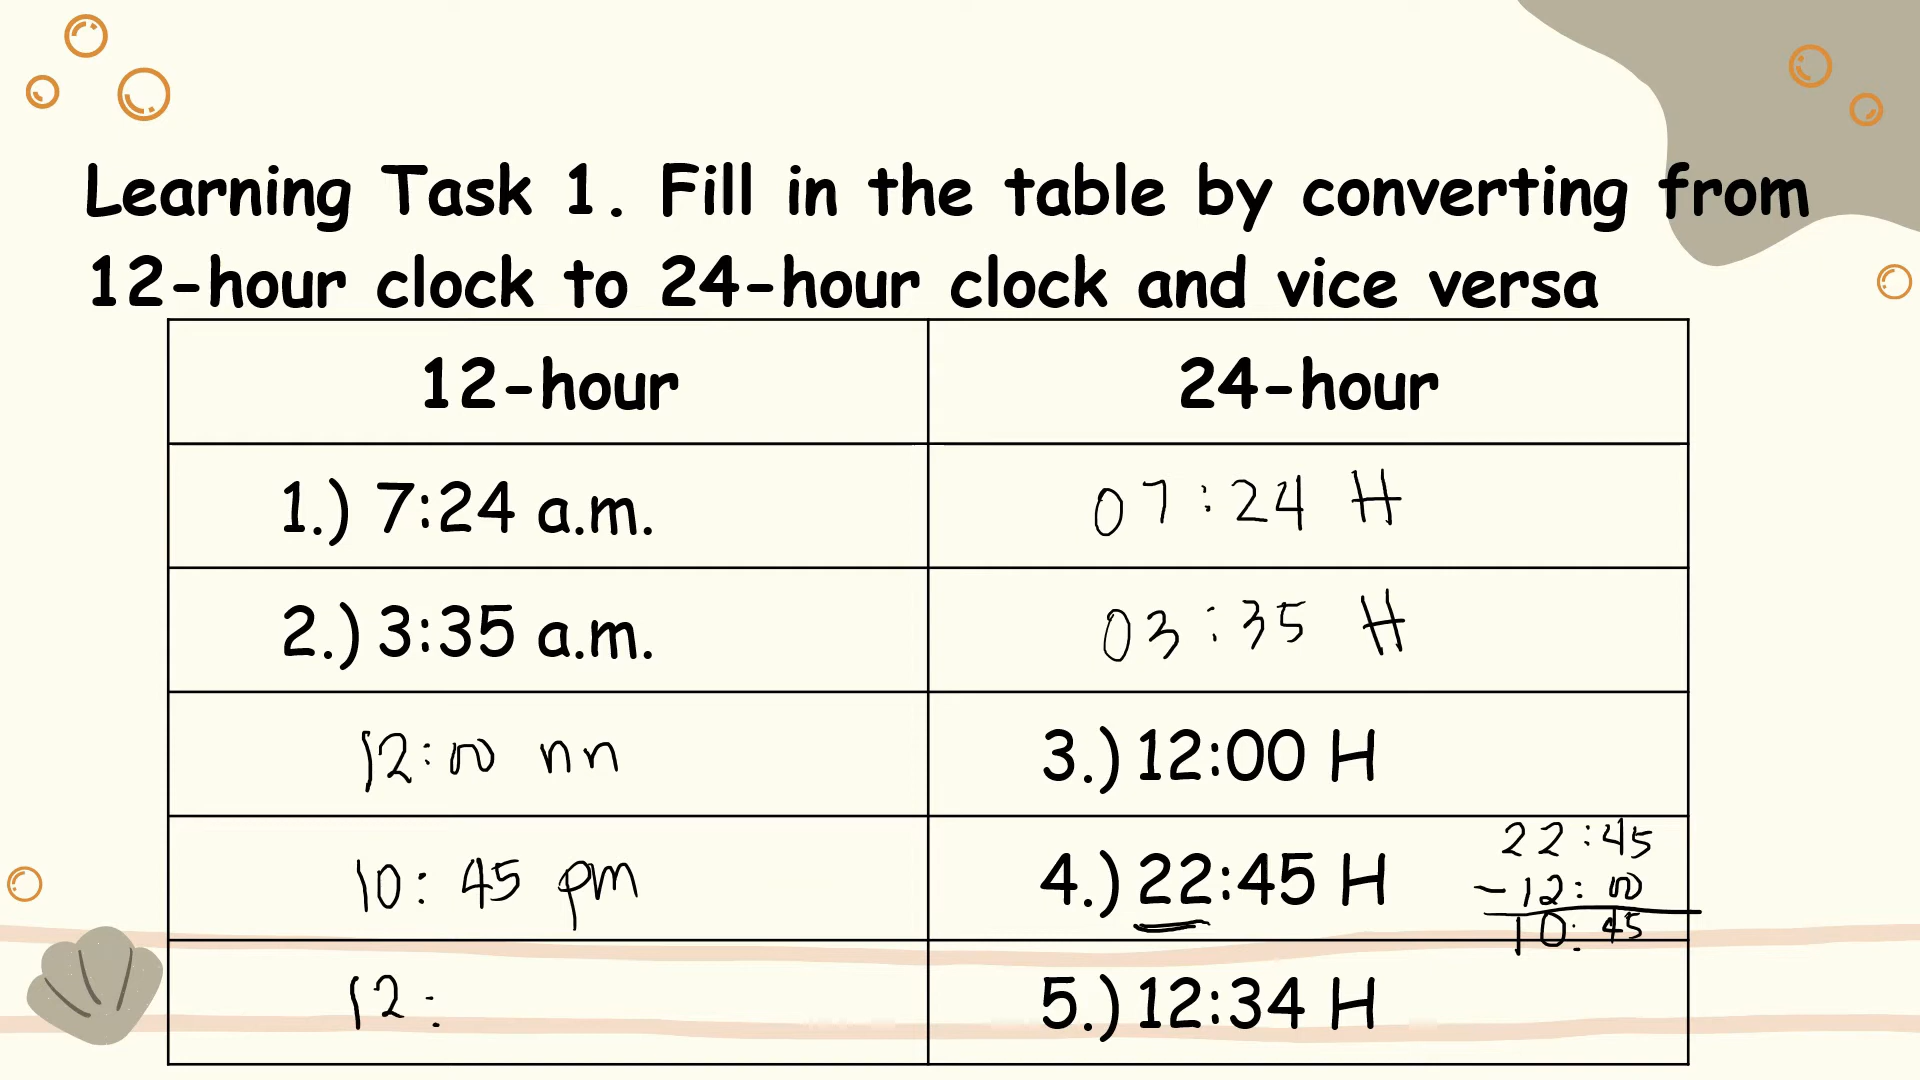 Learning Task 1. Fill in the table by converting from
12-hour clock to 24-hour clock and vice versa
12-hour 24-hour
1.) 7:24 a.m. 07:24 H
2.) 3:35 a.m. 03:35 H
12:00 nn 3.) 12:00 H
10:45 pm 4.) 22:45 H
22:45
-12:00
10:45
12: 5.) 12:34 H